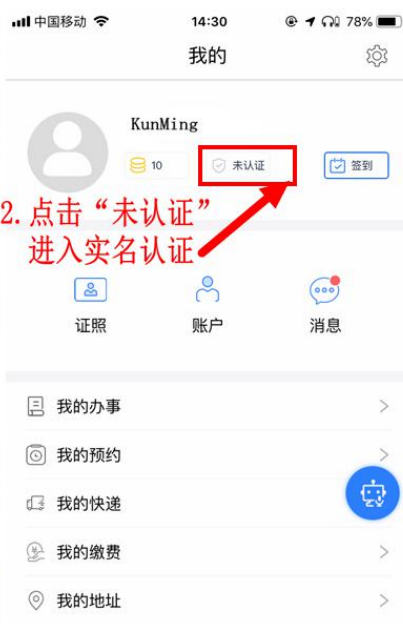 中国移动 14:30 78%
我的
KunMing
10 未认证 签到
2.点击“未认证”
进入实名认证
证照 账户 消息
我的办事
我的预约
我的快递
我的缴费
我的地址